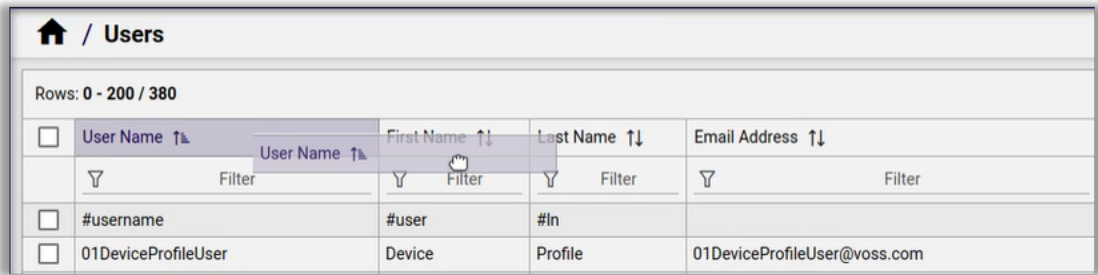 / Users
Rows: 0 - 200 / 380
User Name First Name Last Name Email Address
User Name
Filter Filter Filter Filter
#username #user #ln
01DeviceProfileUser Device Profile 01DeviceProfileUser@voss.com